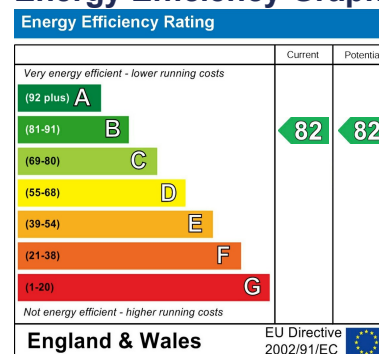 Energy Efficiency Rating
Current Potentia
Very energy efficient - lower running costs
(92 plus) A
(81-91) B
82 82
(69-80) C
(55-68) D
(39-54) E
(21-38) F
(1-20) G
Not energy efficient - higher running costs
England & Wales
EU Directive
2002/91/EC